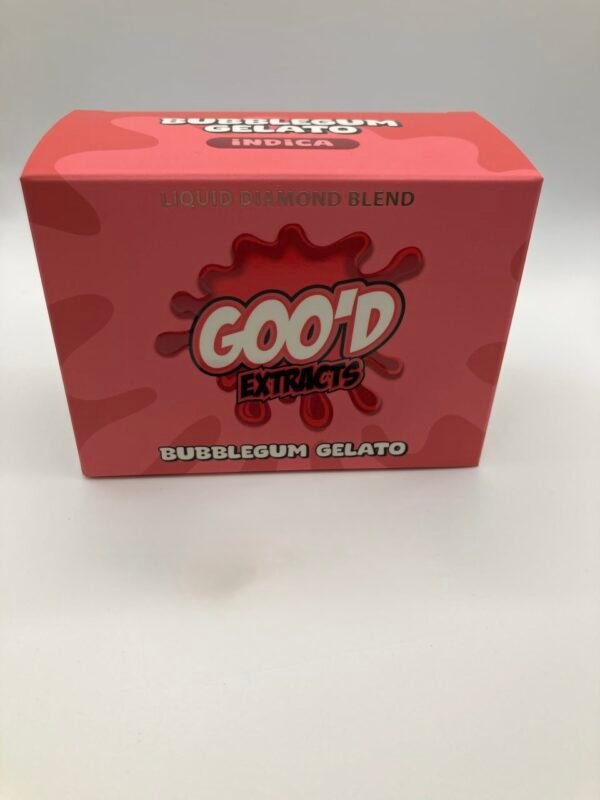 BUBBLEGUM
GELATO
INDICA
LIQUID DIAMOND BLEND
GOO'D
EXTRACTS
BUBBLEGUM GELATO